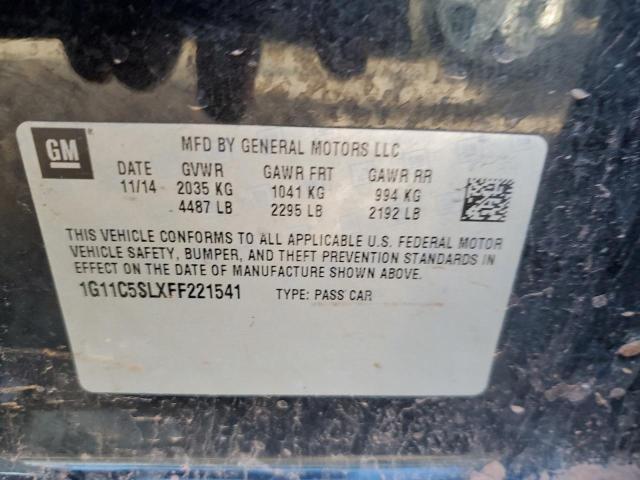 GM
MFD BY GENERAL MOTORS LLC
DATE GVWR GAWR FRT GAWR RR
11/14 2035 KG 1041 KG 994 KG
4487 LB 2295 LB 2192 LB
THIS VEHICLE CONFORMS TO ALL APPLICABLE U.S. FEDERAL MOTOR
VEHICLE SAFETY, BUMPER, AND THEFT PREVENTION STANDARDS IN
EFFECT ON THE DATE OF MANUFACTURE SHOWN ABOVE.
1G11C5SLXFF221541 TYPE: PASS CAR